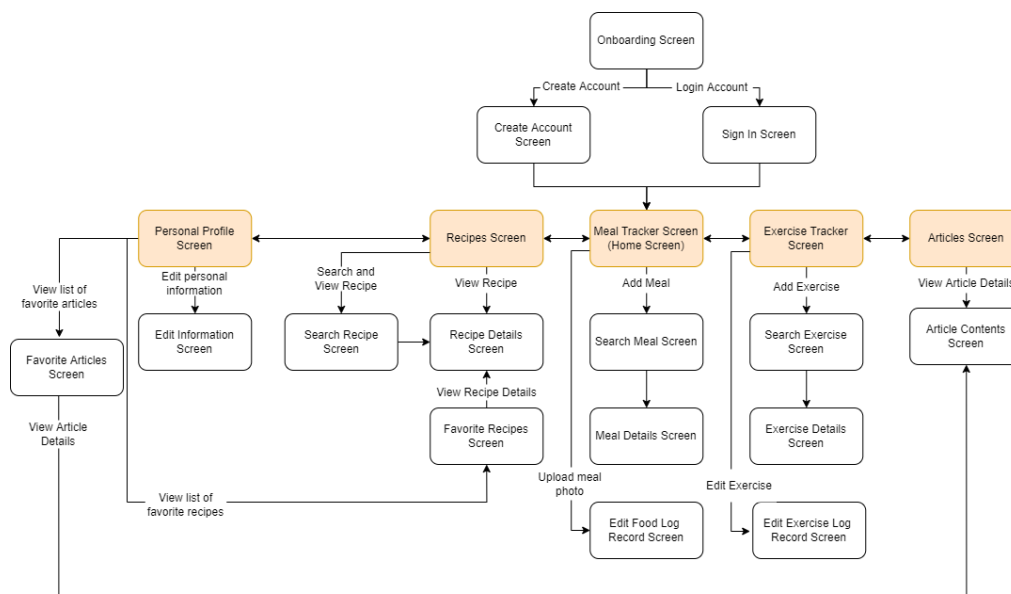 Onboarding Screen
Create Account
Login Account
Create Account
Screen
Sign In Screen
Personal Profile
Screen
Recipes Screen
Meal Tracker Screen
(Home Screen)
Exercise Tracker
Screen
Articles Screen
View list of
favorite articles
Edit personal
information
Search and
View Recipe
View Recipe
Add Meal
Add Exercise
View Article Details
Favorite Articles
Screen
Edit Information
Screen
Search Recipe
Screen
Recipe Details
Screen
Search Meal Screen
Search Exercise
Screen
Article Contents
Screen
View Article
Details
View Recipe Details
Favorite Recipes
Screen
Meal Details Screen
Exercise Details
Screen
View list of
favorite recipes
Upload meal
photo
Edit Exercise
Edit Food Log
Record Screen
Edit Exercise Log
Record Screen